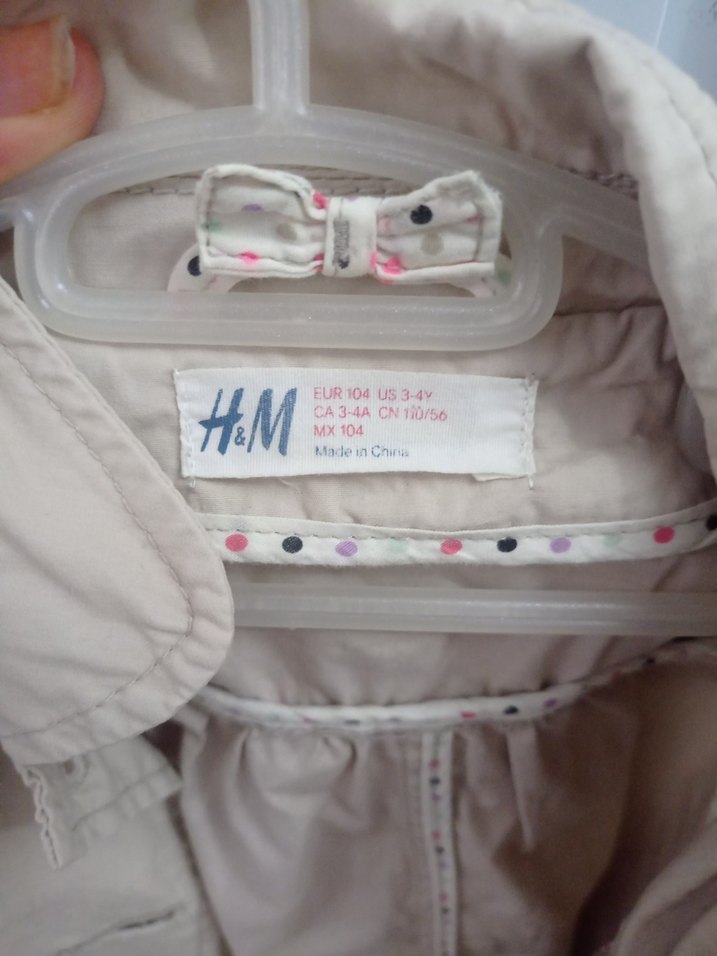 H&M
EUR 104 US 3-4Y
CA 3-4A CN 110/56
MX 104
Made in China